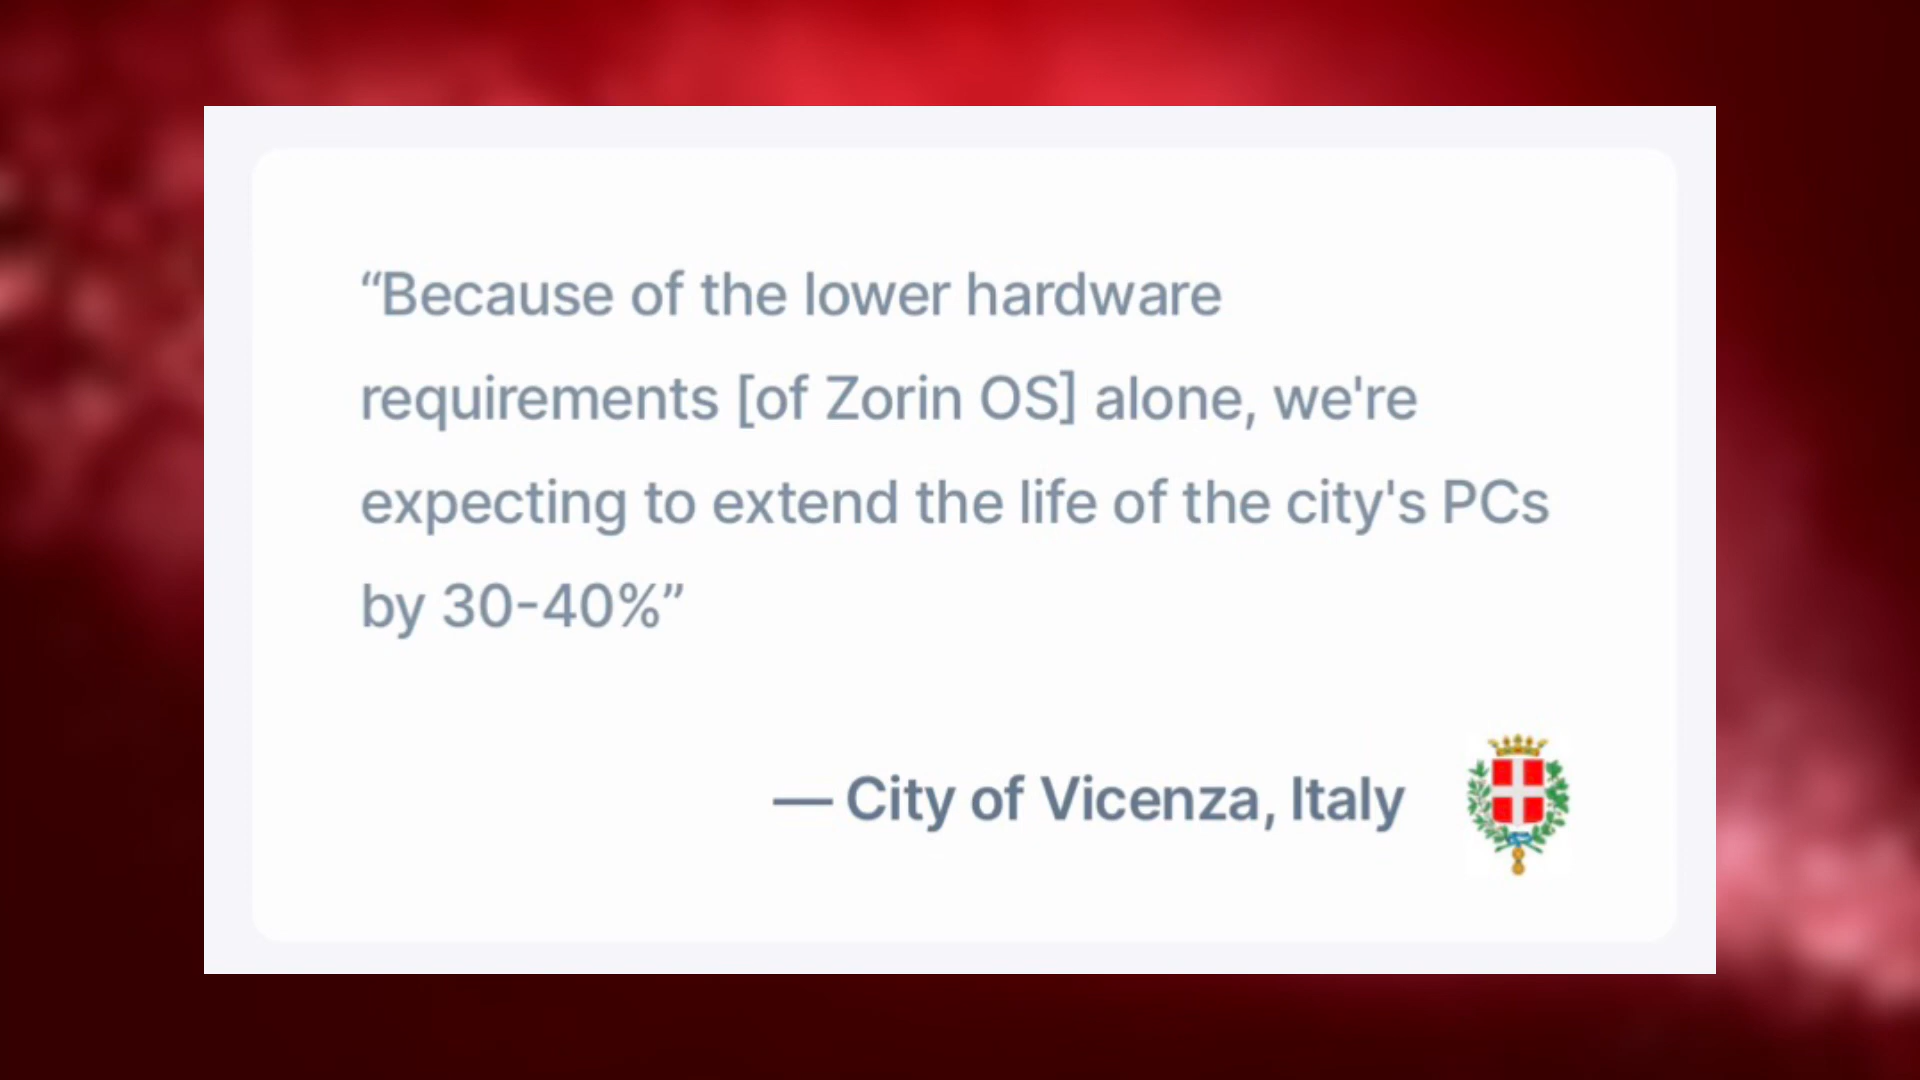 “Because of the lower hardware
requirements [of Zorin OS] alone, we're
expecting to extend the life of the city's PCs
by 30-40%”
— City of Vicenza, Italy